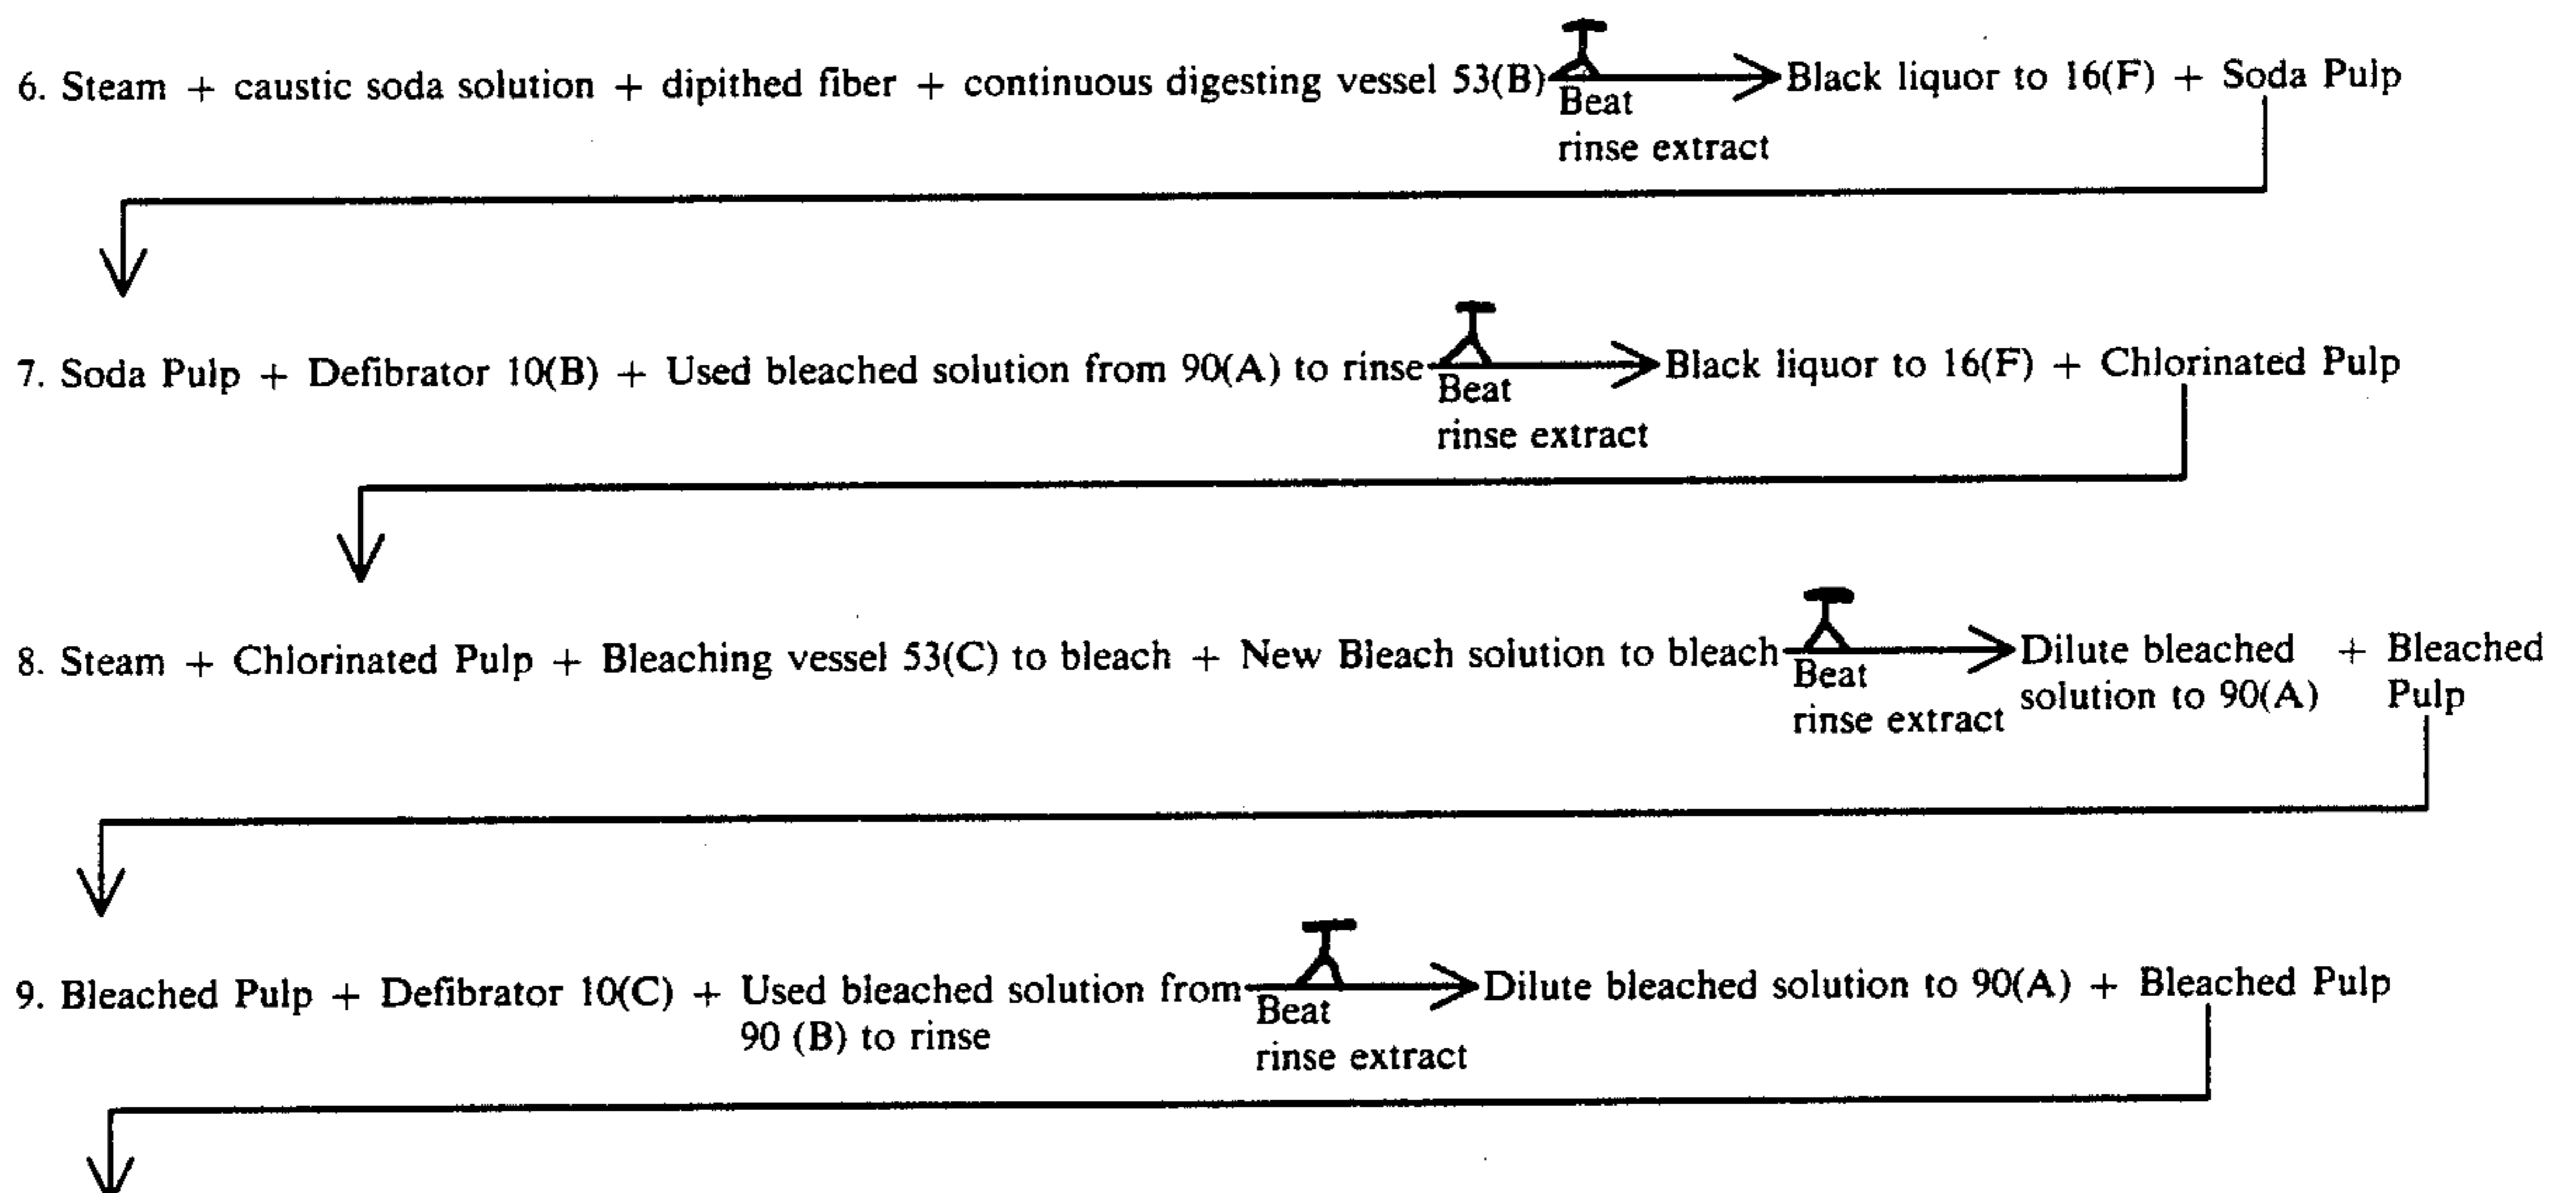 6. Steam + caustic soda solution + dipithed fiber + continuous digesting vessel 53(B) Black liquor to 16(F) + Soda Pulp
Beat
rinse extract
7. Soda Pulp + Defibrator 10(B) + Used bleached solution from 90(A) to rinse Black liquor to 16(F) + Chlorinated Pulp
Beat
rinse extract
8. Steam + Chlorinated Pulp + Bleaching vessel 53(C) to bleach + New Bleach solution to bleach Dilute bleached + Bleached
Beat solution to 90(A) Pulp
rinse extract
9. Bleached Pulp + Defibrator 10(C) + Used bleached solution from Dilute bleached solution to 90(A) + Bleached Pulp
90 (B) to rinse Beat
rinse extract